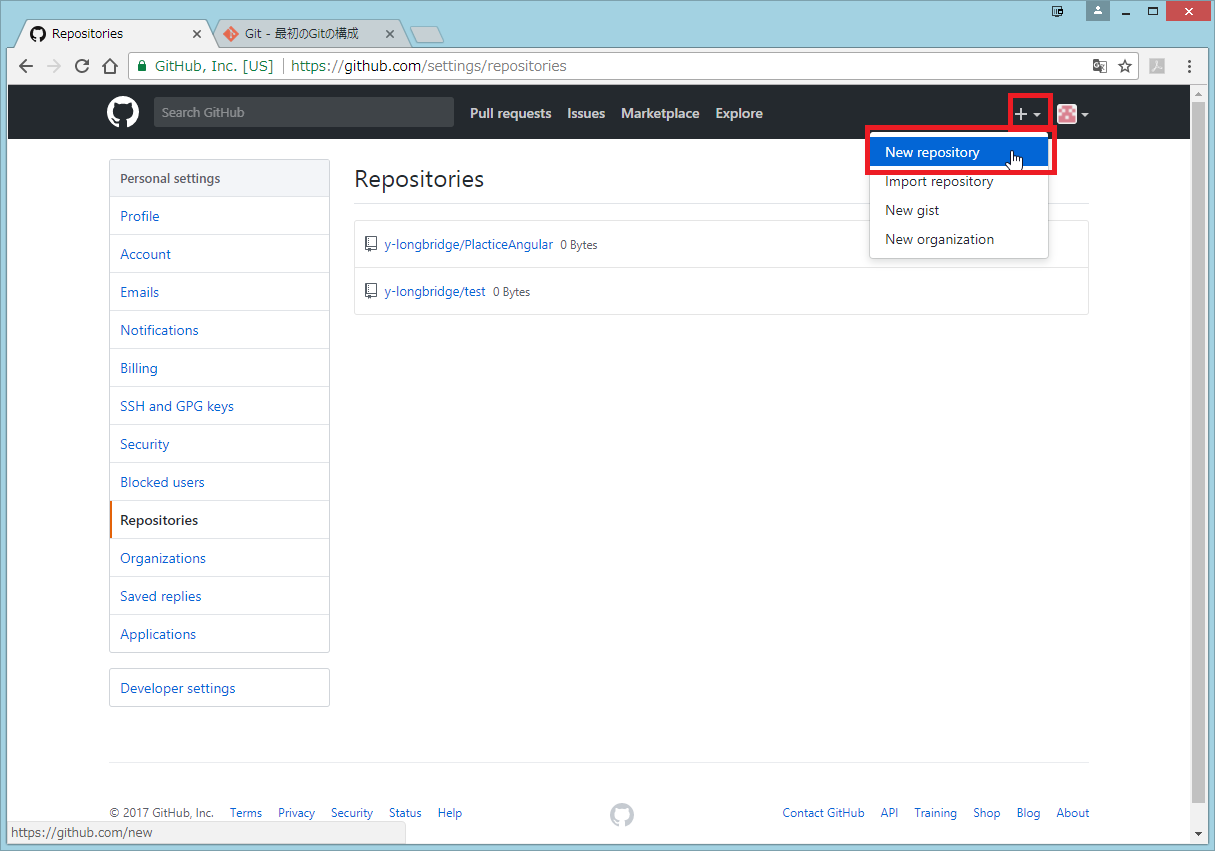 Repositories
Git - 最初のGitの構成
GitHub, Inc. [US] https://github.com/settings/repositories
Search GitHub
Pull requests Issues Marketplace Explore
New repository
Import repository
New gist
New organization
Personal settings
Profile
Account
Emails
Notifications
Billing
SSH and GPG keys
Security
Blocked users
Repositories
Organizations
Saved replies
Applications
Developer settings
Repositories
y-longbridge/PlacticeAngular 0 Bytes
y-longbridge/test 0 Bytes
© 2017 GitHub, Inc. Terms Privacy Security Status Help
Contact GitHub API Training Shop Blog About
https://github.com/new